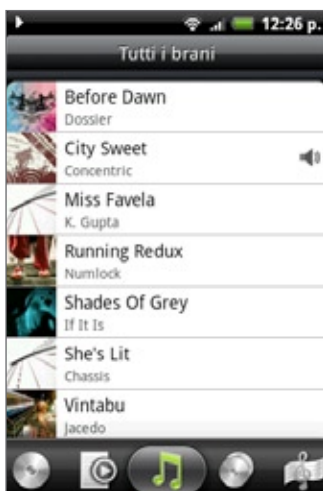 12:26 p.
Tutti i brani
Before Dawn
Dossier
City Sweet
Concentric
Miss Favela
K. Gupta
Running Redux
Numlock
Shades Of Grey
If It Is
She's Lit
Chassis
Vintabu
Jacedo